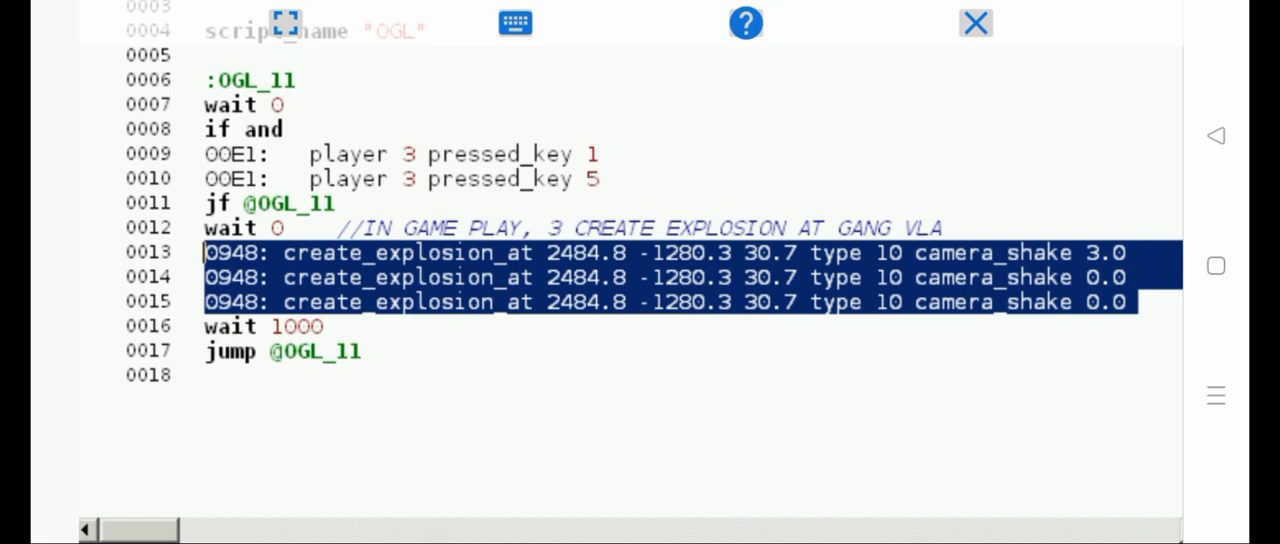 0003
0004 script_name "OGL"
0005
0006 :OGL_11
0007 wait 0
0008 if and
0009 00E1: player 3 pressed_key 1
0010 00E1: player 3 pressed_key 5
0011 jf @OGL_11
0012 wait 0 //IN GAME PLAY, 3 CREATE EXPLOSION AT GANG VLA
0013 0948: create_explosion_at 2484.8 -1280.3 30.7 type 10 camera_shake 3.0
0014 0948: create_explosion_at 2484.8 -1280.3 30.7 type 10 camera_shake 0.0
0015 0948: create_explosion_at 2484.8 -1280.3 30.7 type 10 camera_shake 0.0
0016 wait 1000
0017 jump @OGL_11
0018